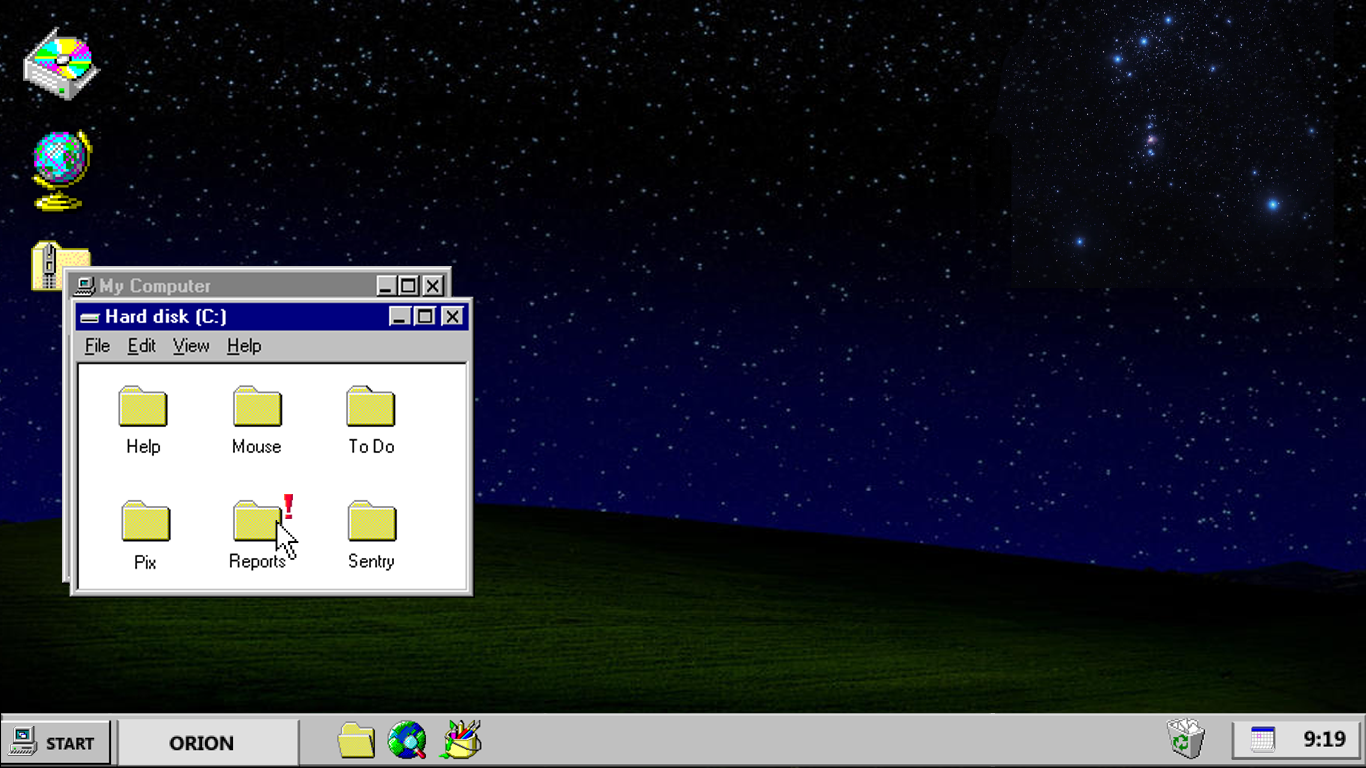 My Computer
Hard disk (C:)
File Edit View Help
Help Mouse To Do
Pix Reports Sentry
START ORION 9:19